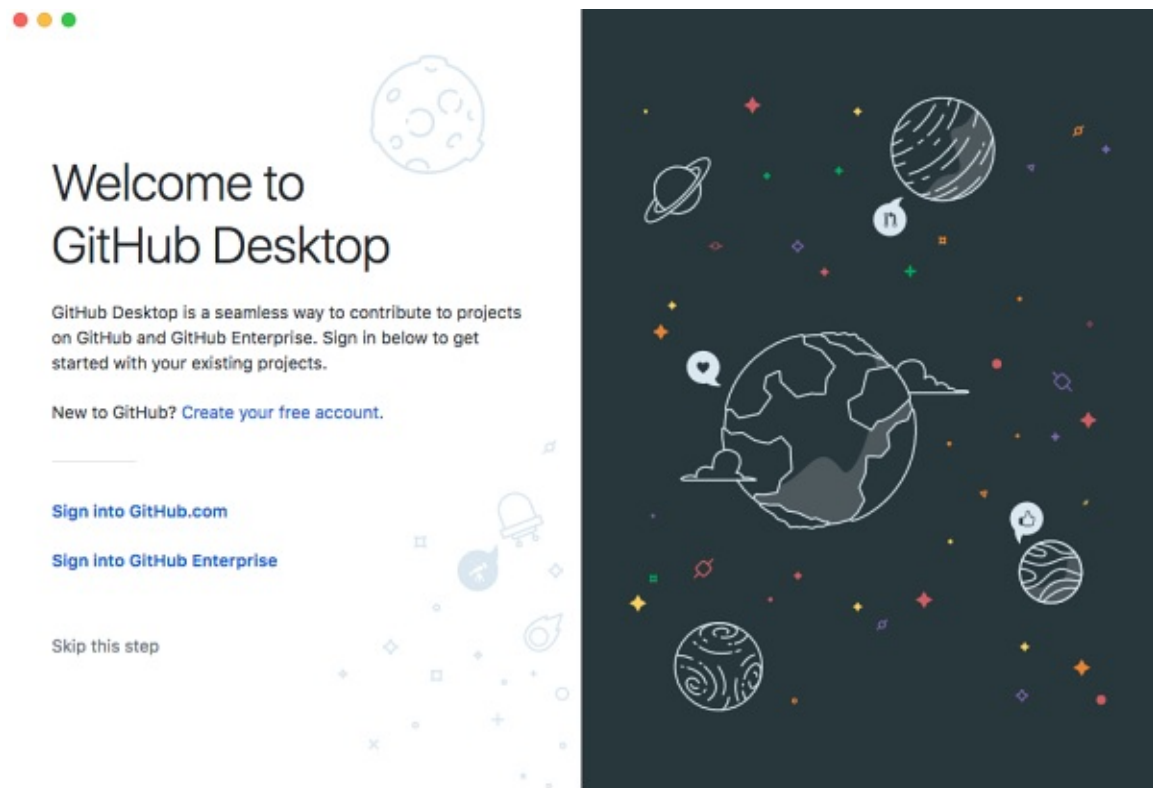 Welcome to
GitHub Desktop
GitHub Desktop is a seamless way to contribute to projects
on GitHub and GitHub Enterprise. Sign in below to get
started with your existing projects.
New to GitHub? Create your free account.
Sign into GitHub.com
Sign into GitHub Enterprise
Skip this step